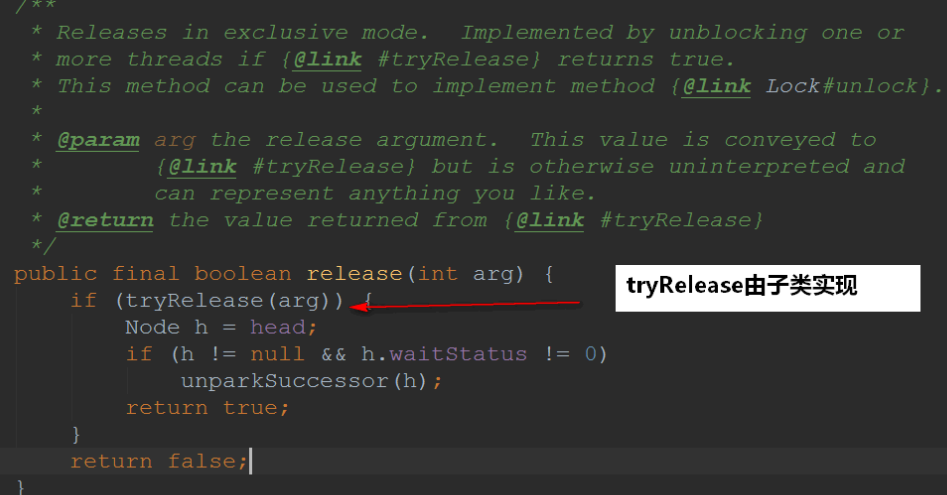 /**
 * Releases in exclusive mode.  Implemented by unblocking one or
 * more threads if {@link #tryRelease} returns true.
 * This method can be used to implement method {@link Lock#unlock}.
 *
 * @param arg the release argument.  This value is conveyed to
 *        {@link #tryRelease} but is otherwise uninterpreted and
 *        can represent anything you like.
 * @return the value returned from {@link #tryRelease}
 */
public final boolean release(int arg) {
    if (tryRelease(arg)) {
tryRelease由子类实现
        Node h = head;
        if (h != null && h.waitStatus != 0)
            unparkSuccessor(h);
        return true;
    }
    return false;
}